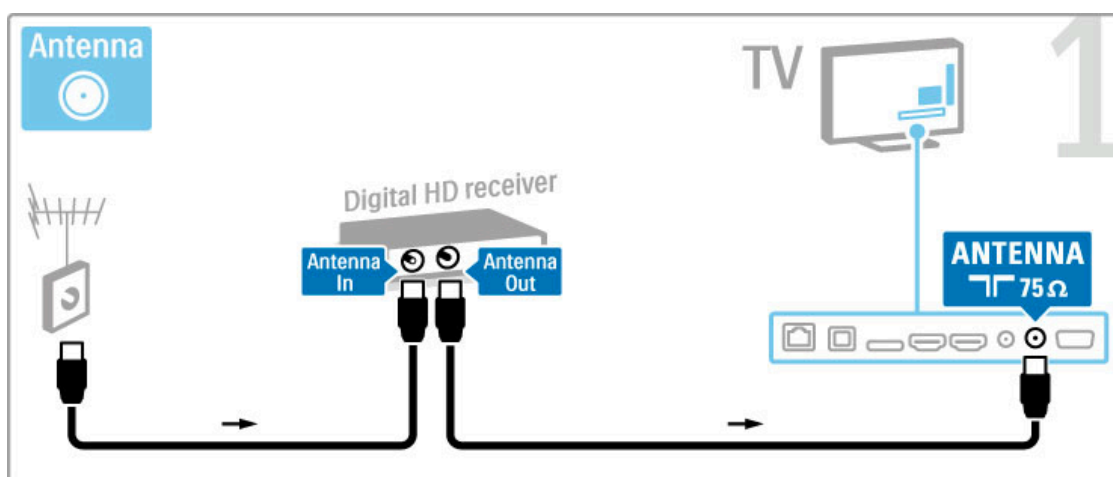 Antenna
TV
1
Digital HD receiver
Antenna
In
Antenna
Out
ANTENNA
75 Ω